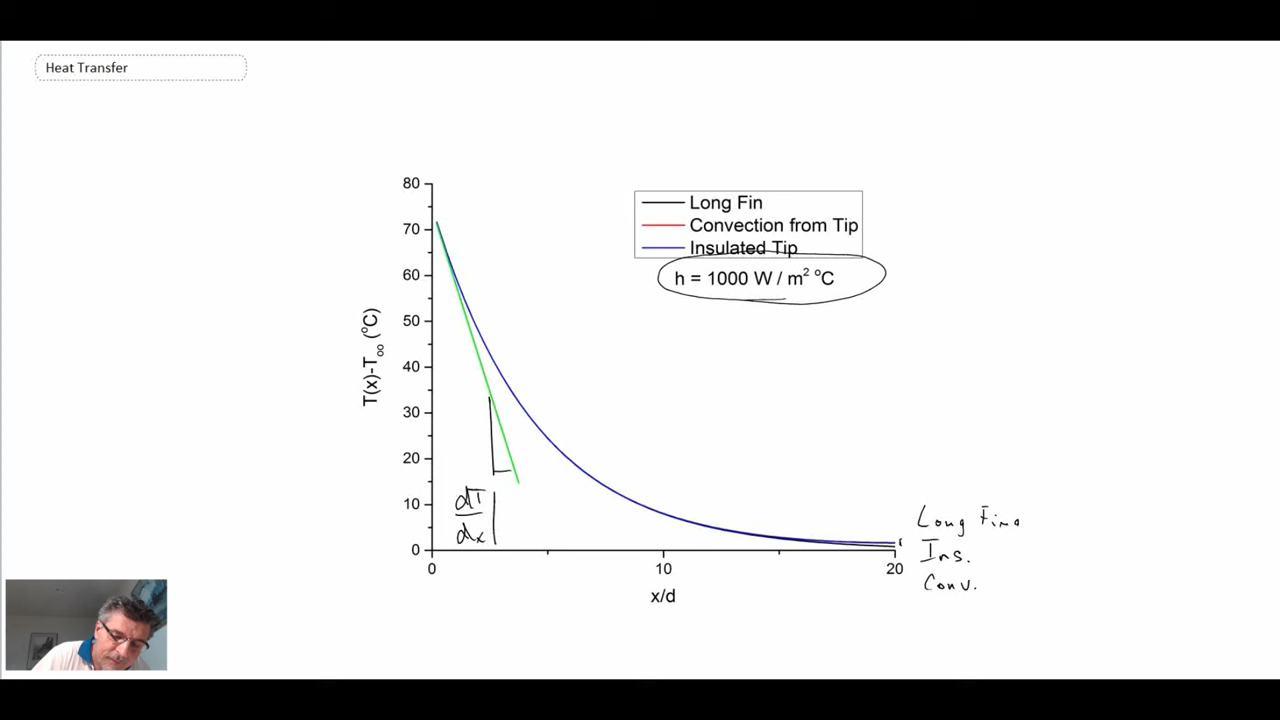 Heat Transfer
80
70
60
50
40
30
20
10
0
T(x)-T∞ (°C)
Long Fin
Convection from Tip
Insulated Tip
h = 1000 W / m² °C
dT
dx
0
10
20
x/d
Long Fin
Ins.
Conv.